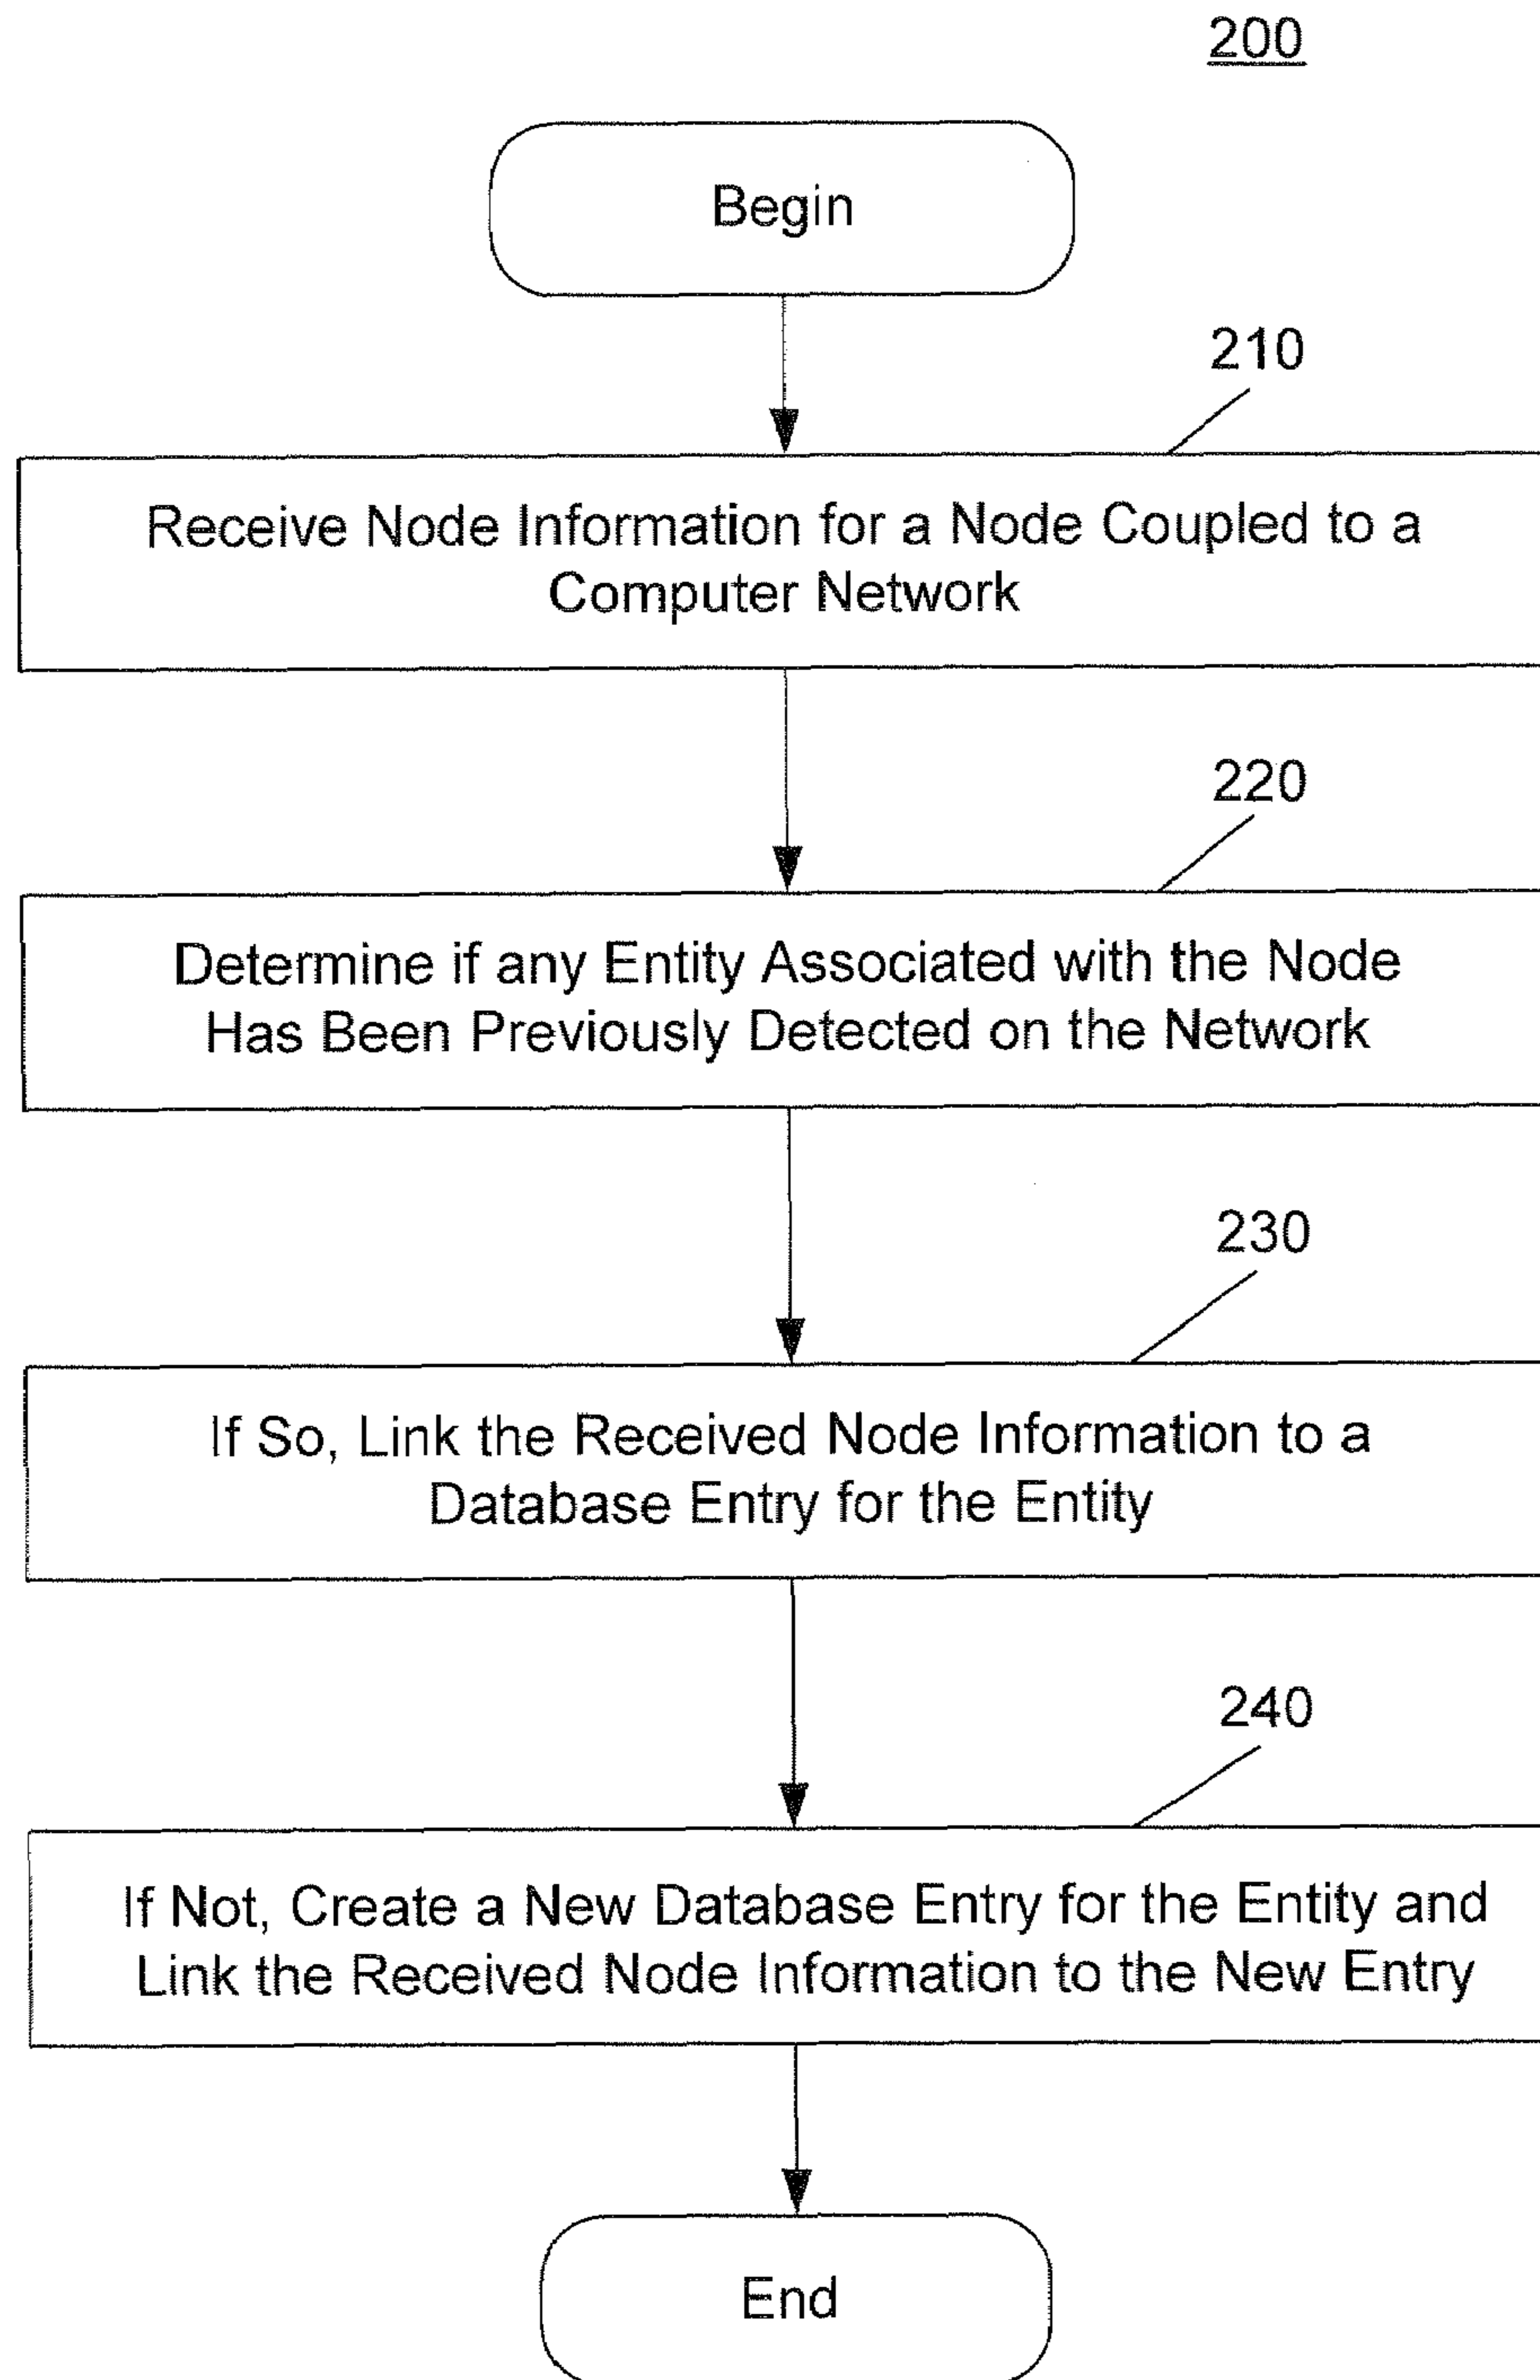 200
Begin
210
Receive Node Information for a Node Coupled to a
Computer Network
220
Determine if any Entity Associated with the Node
Has Been Previously Detected on the Network
230
If So, Link the Received Node Information to a
Database Entry for the Entity
240
If Not, Create a New Database Entry for the Entity and
Link the Received Node Information to the New Entry
End